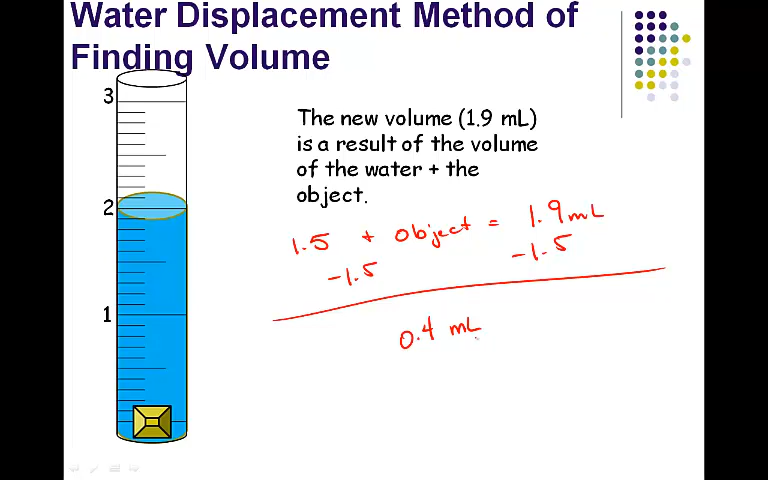 Water Displacement Method of
Finding Volume
3
2
1
The new volume (1.9 mL)
is a result of the volume
of the water + the
object.
1.5 + object = 1.9 mL
-1.5 -1.5
0.4 mL